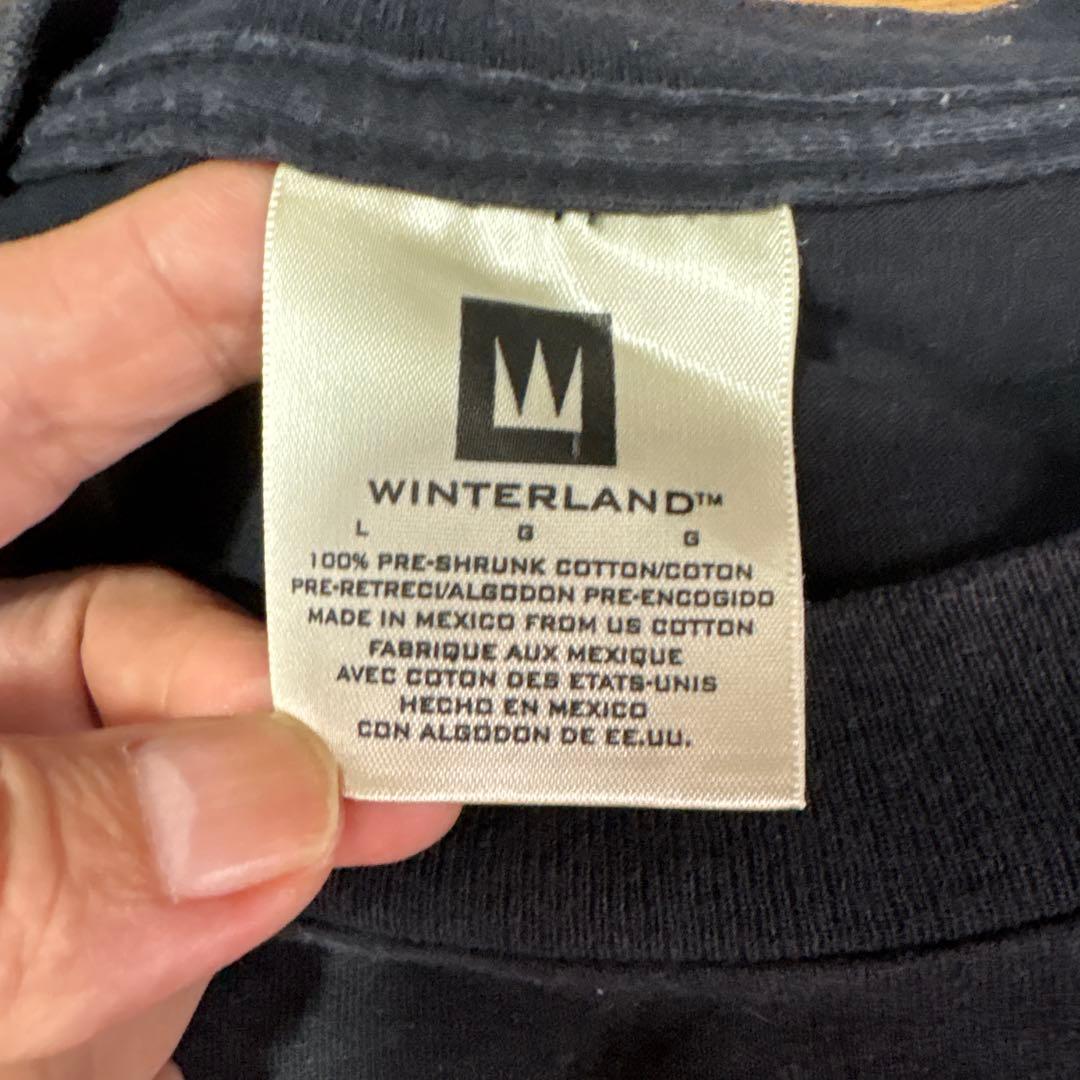 WINTERLAND™
L G G
100% PRE-SHRUNK COTTON/COTON
PRE-RETRECI/ALGODON PRE-ENCOGIDO
MADE IN MEXICO FROM US COTTON
FABRIQUE AUX MEXIQUE
AVEC COTON DES ETATS-UNIS
HECHO EN MEXICO
CON ALGODON DE EE.UU.